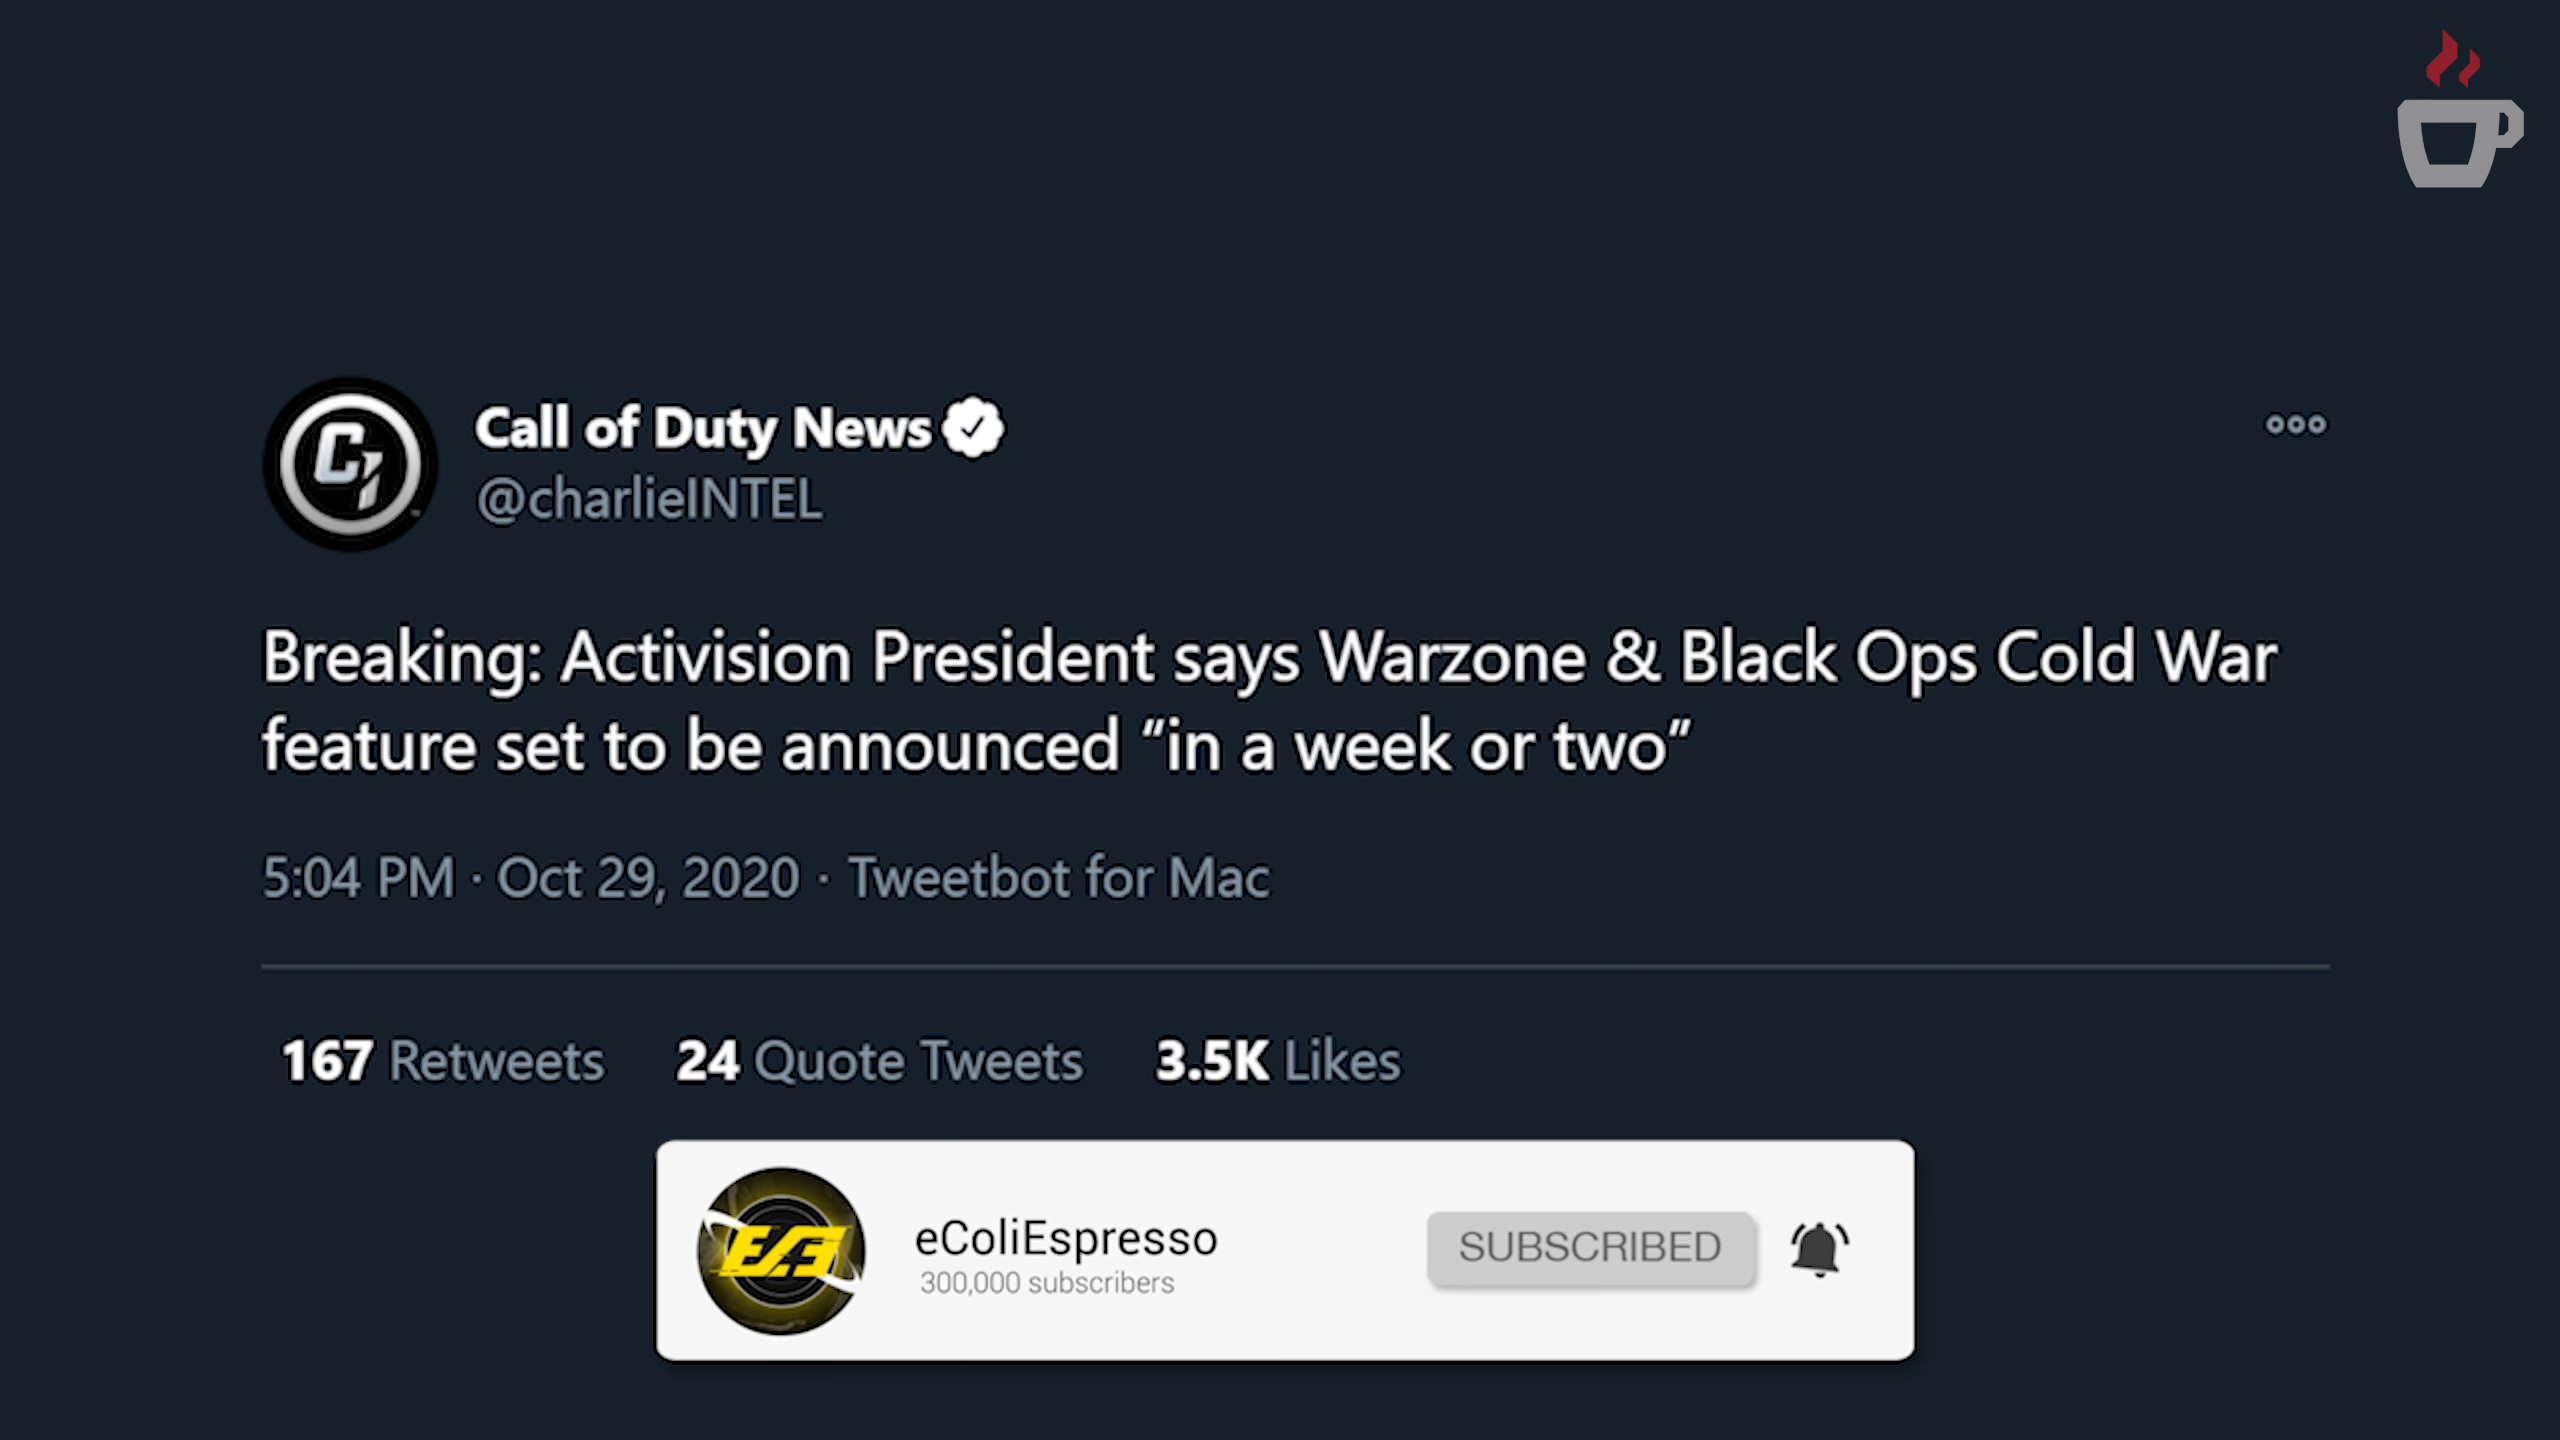 Call of Duty News
@charlieINTEL
Breaking: Activision President says Warzone & Black Ops Cold War
feature set to be announced “in a week or two”
5:04 PM · Oct 29, 2020 · Tweetbot for Mac
167 Retweets 24 Quote Tweets 3.5K Likes
eColiEspresso
300,000 subscribers
SUBSCRIBED